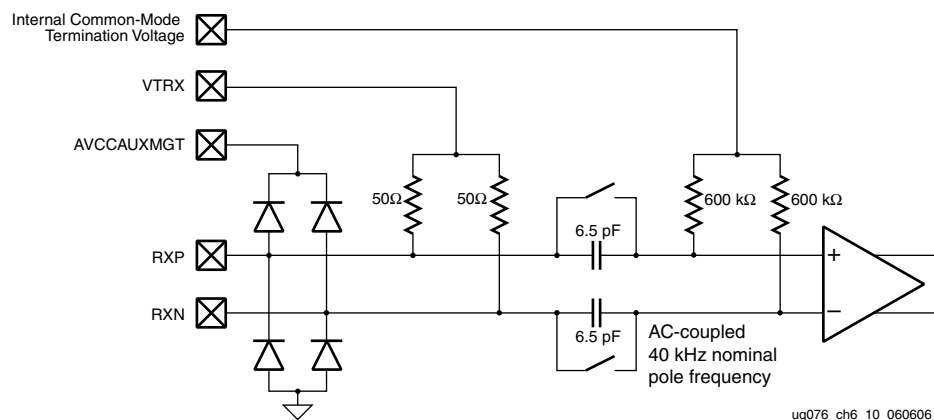 Internal Common-Mode
Termination Voltage
VTRX
AVCCAUXMGT
50Ω
50Ω
600 kΩ
600 kΩ
6.5 pF
RXP
+
RXN
–
6.5 pF
AC-coupled
40 kHz nominal
pole frequency
ug076_ch6_10_060606